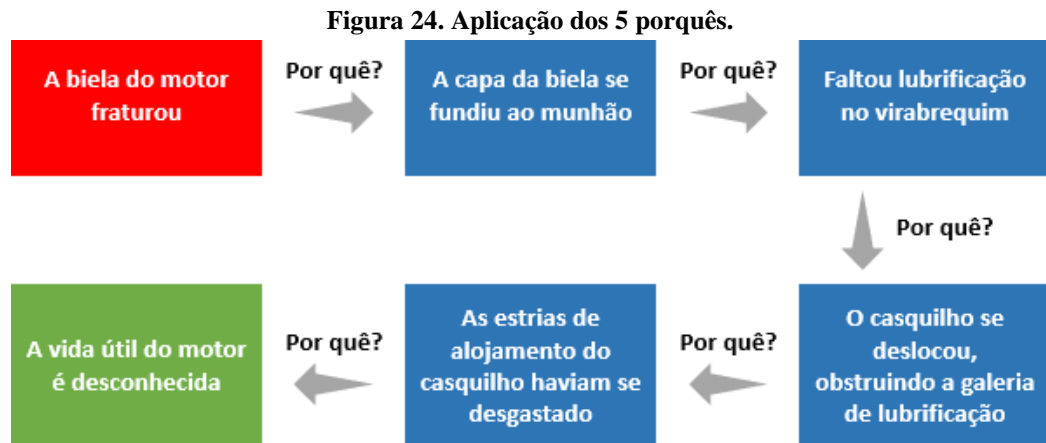 Figura 24. Aplicação dos 5 porquês.
A biela do motor
fraturou
Por quê?
A capa da biela se
fundiu ao munhão
Por quê?
Faltou lubrificação
no virabrequim
Por quê?
O casquilho se
deslocou,
obstruindo a galeria
de lubrificação
Por quê?
As estrias de
alojamento do
casquilho haviam se
desgastado
Por quê?
A vida útil do motor
é desconhecida